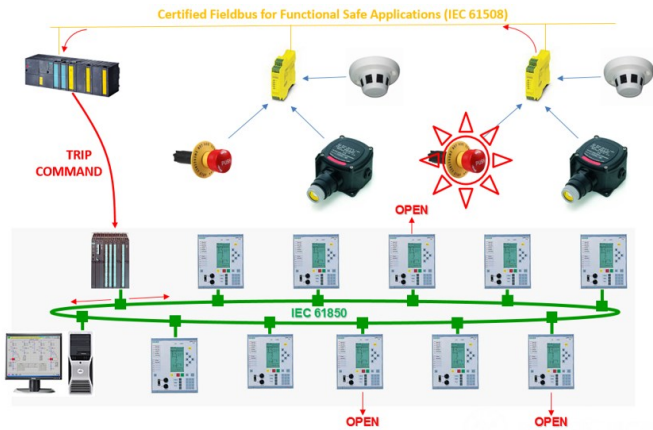 Certified Fieldbus for Functional Safe Applications (IEC 61508)
TRIP
COMMAND
OPEN
IEC 61850
OPEN
OPEN